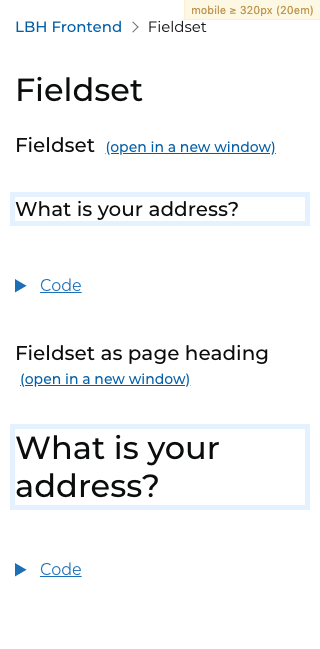 mobile ≥ 320px (20em)
LBH Frontend > Fieldset
Fieldset
Fieldset (open in a new window)
What is your address?
Code
Fieldset as page heading
(open in a new window)
What is your
address?
Code